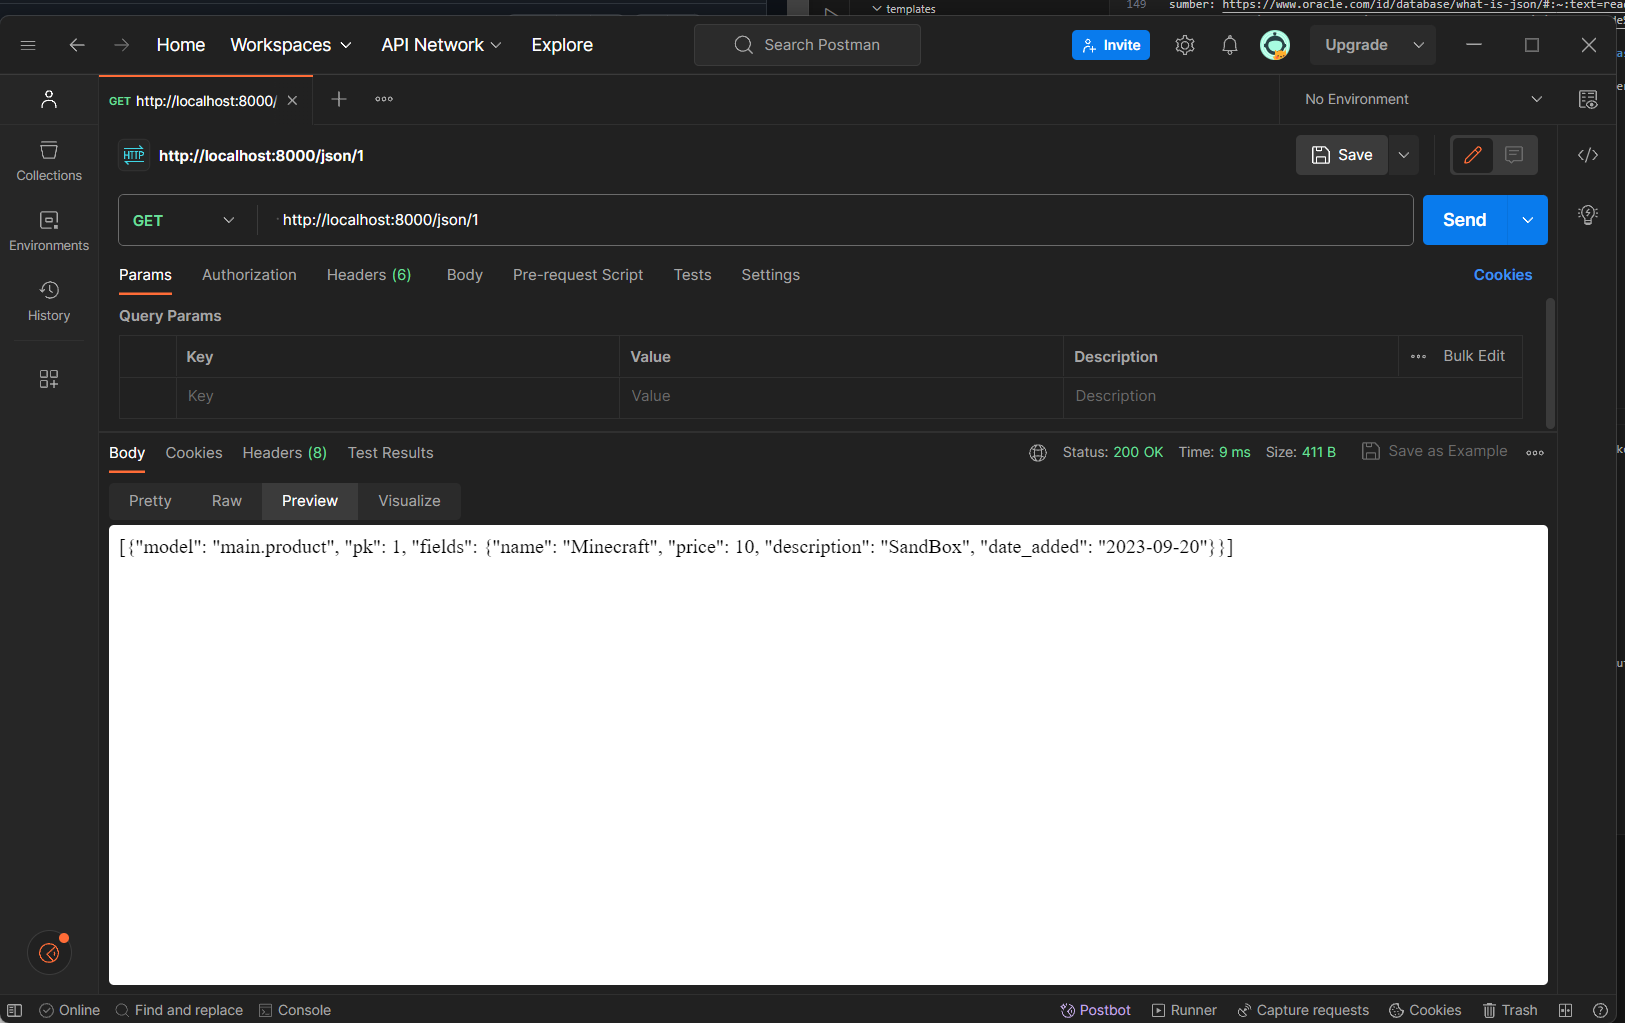 templates
149 sumber: https://www.oracle.com/id/database/what-is-json/#:~:text=
Home Workspaces API Network Explore Search Postman Invite Upgrade
GET http://localhost:8000/ No Environment
HTTP http://localhost:8000/json/1 Save
Collections
GET http://localhost:8000/json/1 Send
Environments
Params Authorization Headers (6) Body Pre-request Script Tests Settings Cookies
History
Query Params
Key Value Description Bulk Edit
Key Value Description
Body Cookies Headers (8) Test Results Status: 200 OK Time: 9 ms Size: 411 B Save as Example
Pretty Raw Preview Visualize
[{"model": "main.product", "pk": 1, "fields": {"name": "Minecraft", "price": 10, "description": "SandBox", "date_added": "2023-09-20"}}]
Online Find and replace Console Postbot Runner Capture requests Cookies Trash